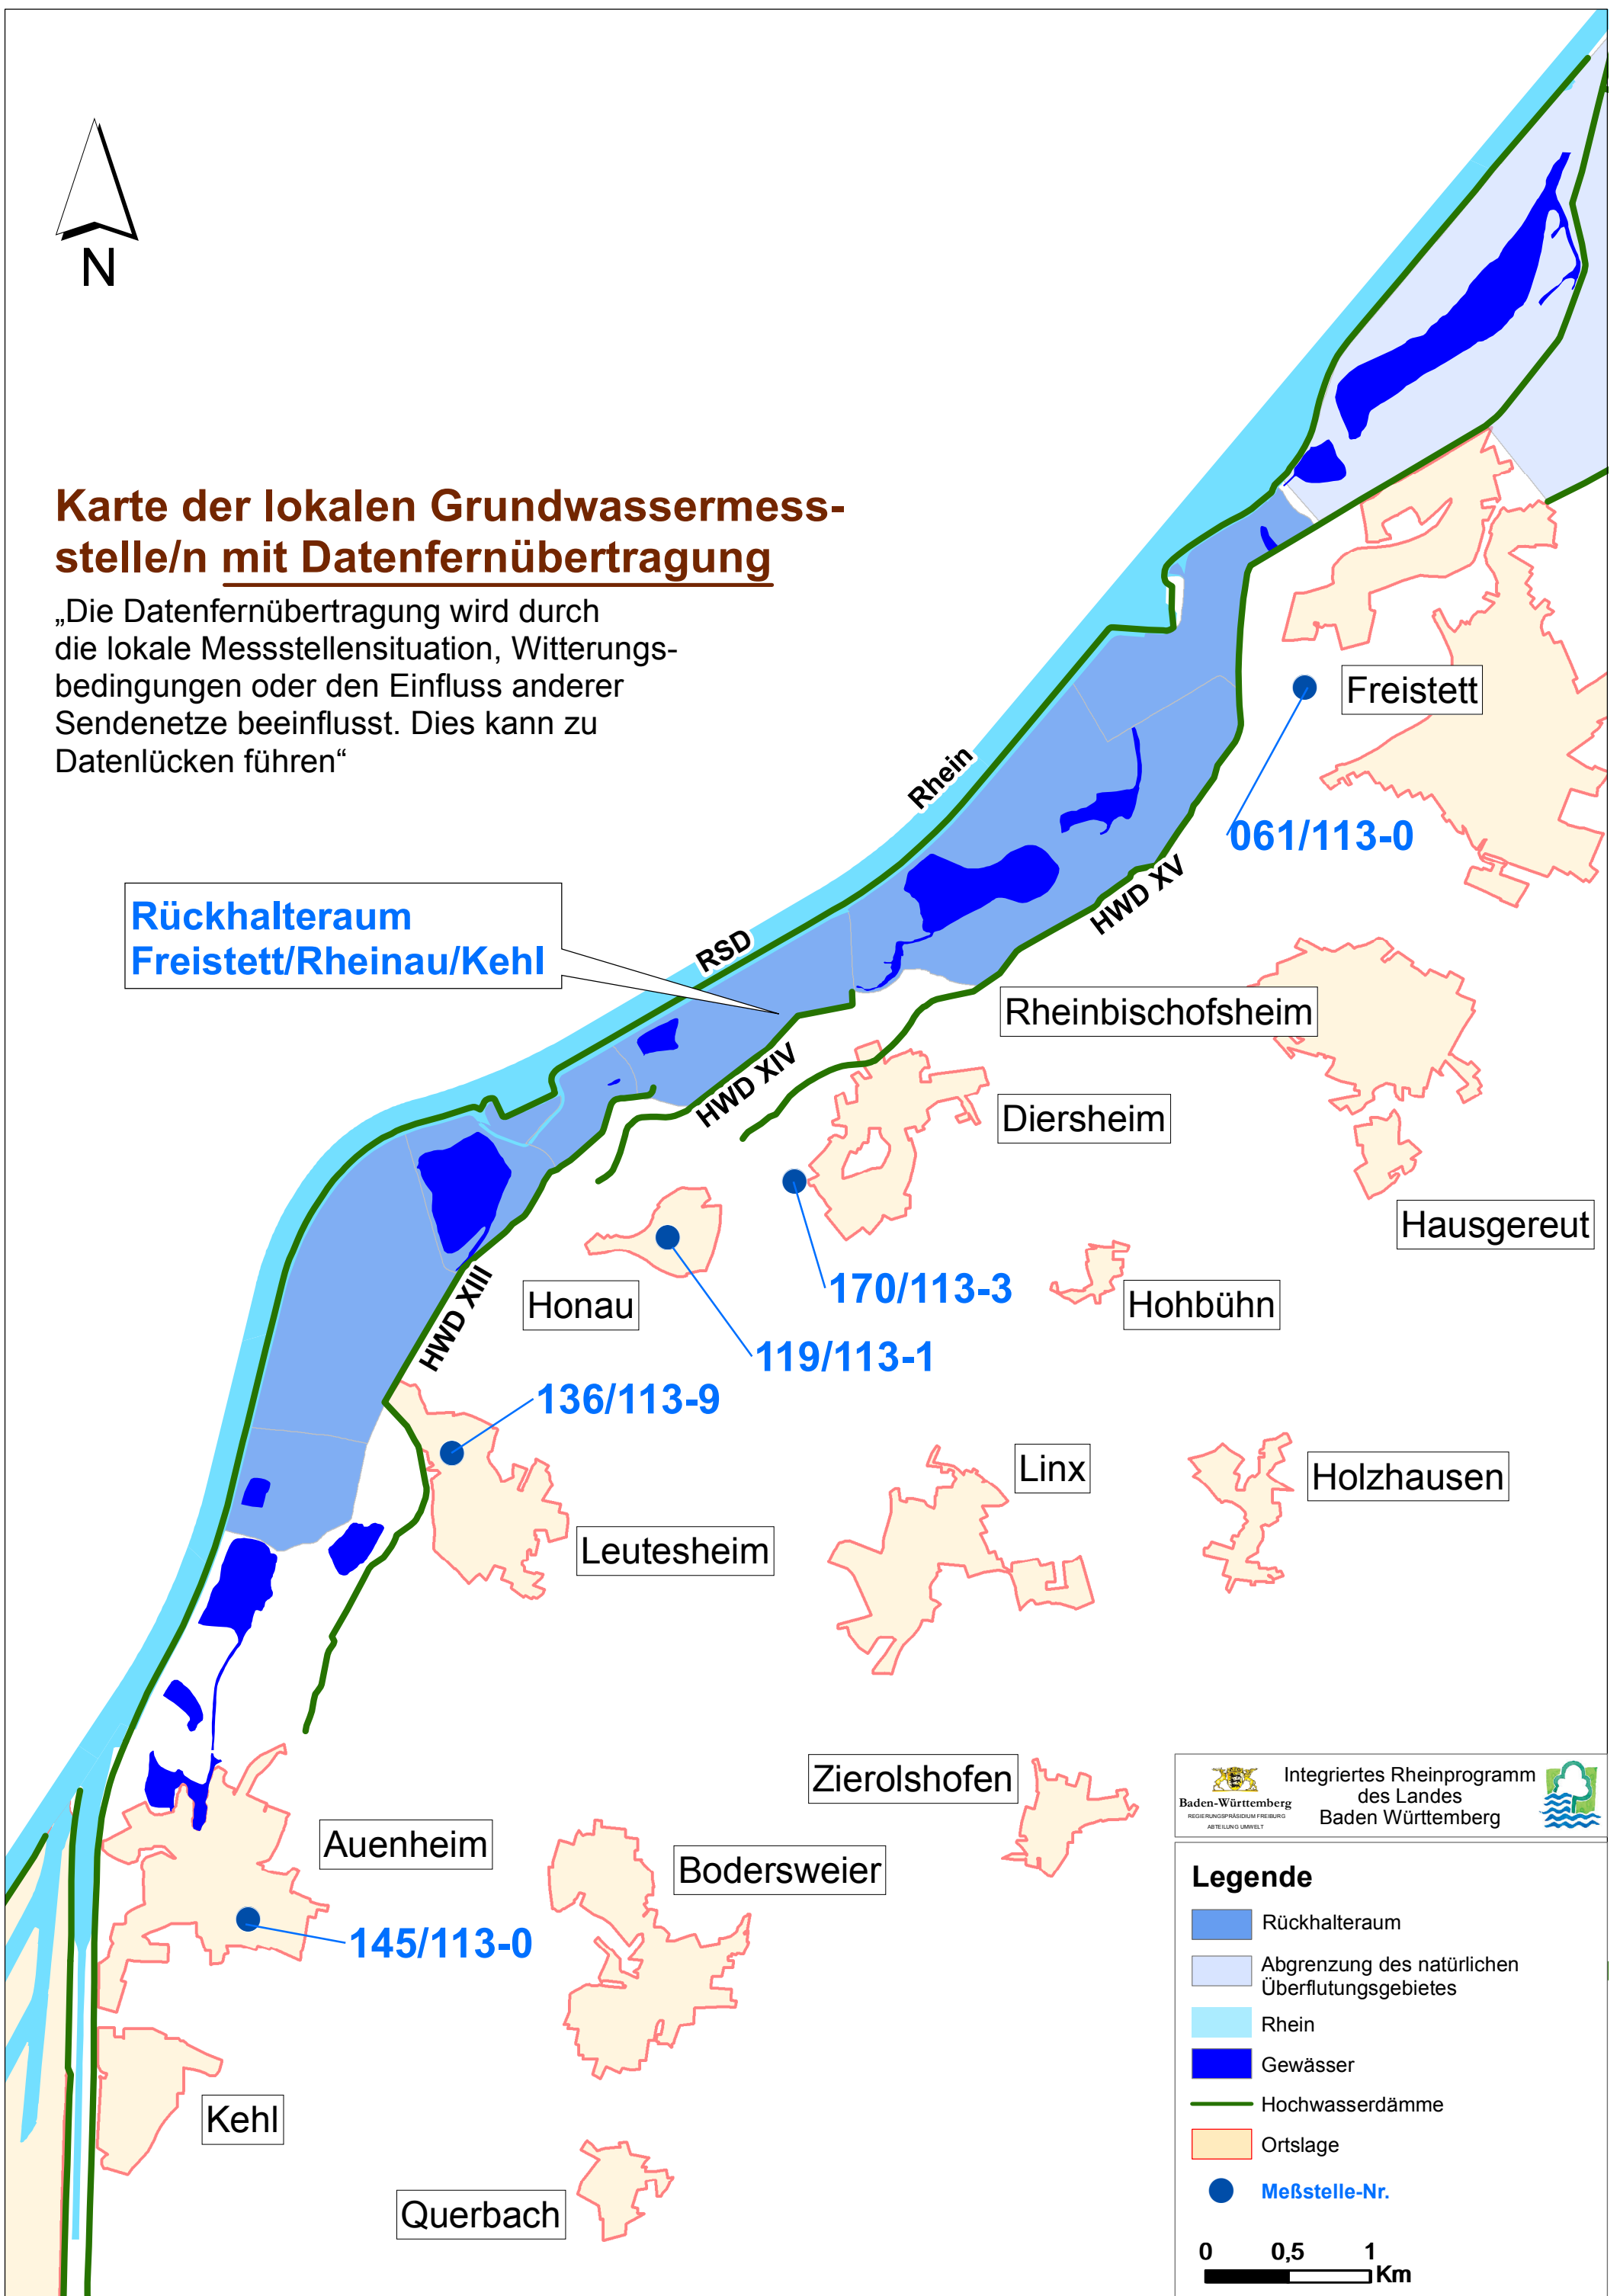 N
Karte der lokalen Grundwassermess-
stelle/n mit Datenfernübertragung
„Die Datenfernübertragung wird durch
die lokale Messstellensituation, Witterungs-
bedingungen oder den Einfluss anderer
Sendenetze beeinflusst. Dies kann zu
Datenlücken führen“
Freistett
Rhein
061/113-0
HWD XV
Rückhalteraum
Freistett/Rheinau/Kehl
RSD
Rheinbischofsheim
HWD XIV
Diersheim
Hausgereut
170/113-3
Honau
Hohbühn
HWD XIII
119/113-1
136/113-9
Linx
Holzhausen
Leutesheim
Zierolshofen
Auenheim
Bodersweier
145/113-0
Kehl
Querbach
Baden-Württemberg
REGIERUNGSPRÄSIDIUM FREIBURG
ABTEILUNG UMWELT
Integriertes Rheinprogramm
des Landes
Baden Württemberg
Legende
Rückhalteraum
Abgrenzung des natürlichen
Überflutungsgebietes
Rhein
Gewässer
Hochwasserdämme
Ortslage
Meßstelle-Nr.
0 0,5 1
Km